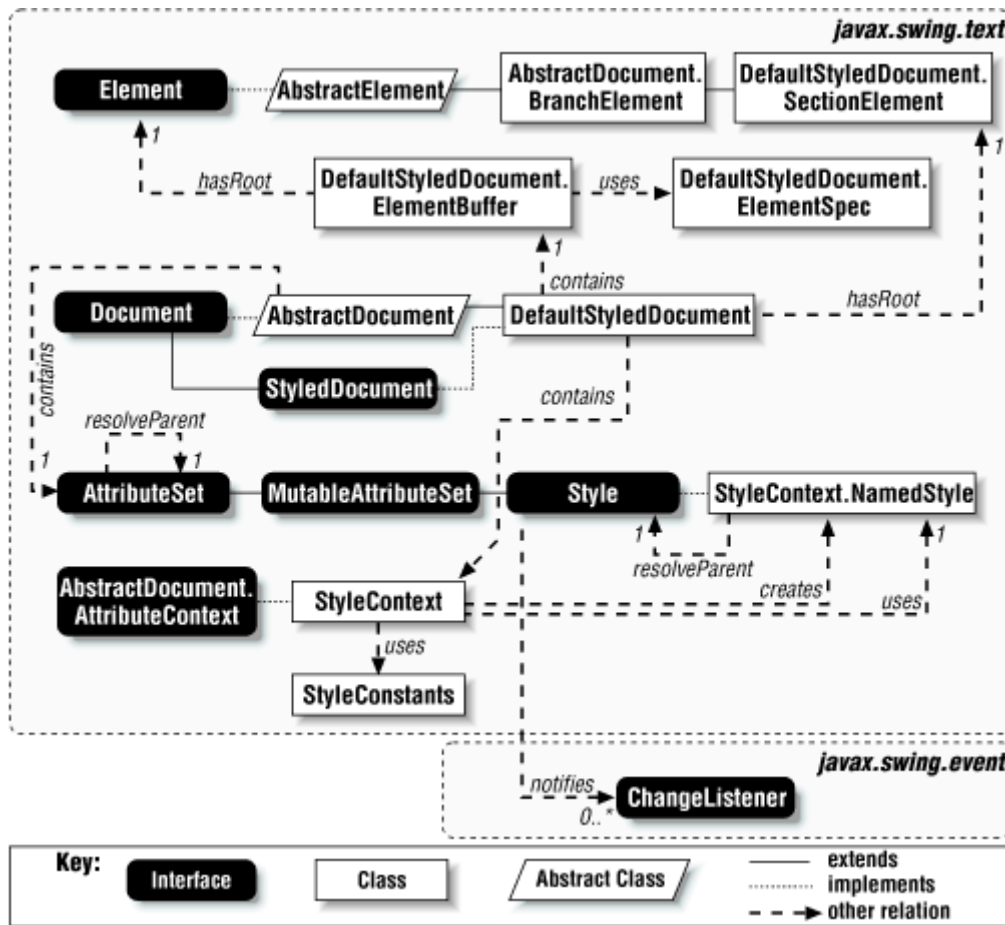 javax.swing.text
Element
AbstractElement
AbstractDocument.
BranchElement
DefaultStyledDocument.
SectionElement
1
1
hasRoot
DefaultStyledDocument.
ElementBuffer
uses
DefaultStyledDocument.
ElementSpec
1
contains
hasRoot
Document
AbstractDocument
DefaultStyledDocument
contains
StyledDocument
contains
resolveParent
1
1
AttributeSet
MutableAttributeSet
Style
StyleContext.NamedStyle
1
1
resolveParent
AbstractDocument.
AttributeContext
StyleContext
creates
uses
uses
StyleConstants
javax.swing.event
notifies
0..*
ChangeListener
Key:
Interface
Class
Abstract Class
extends
implements
other relation